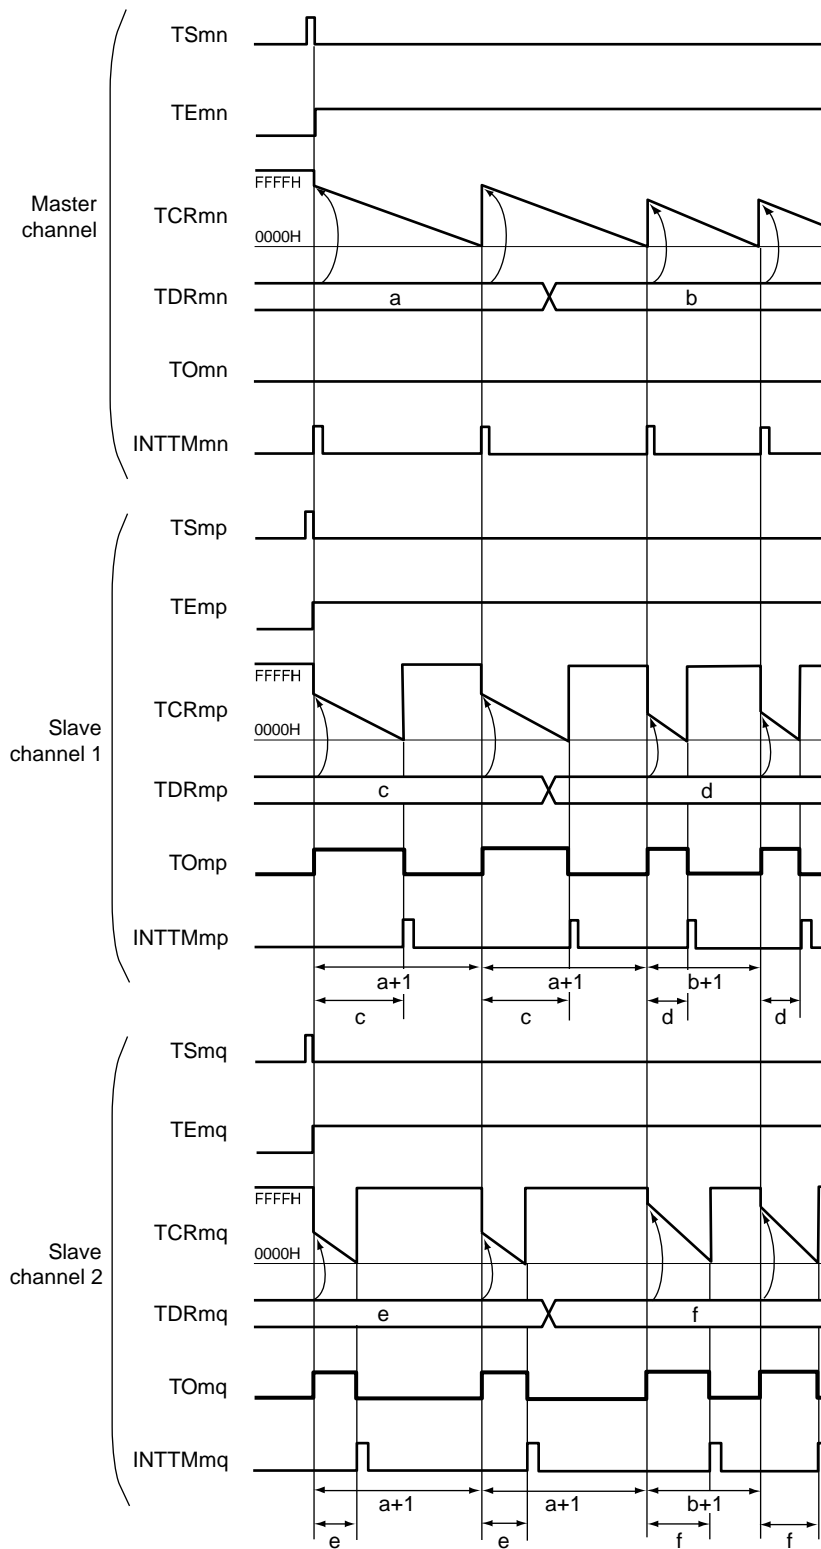 TSmn
TEmn
FFFFH
Master
channel
TCRmn
0000H
TDRmn
a
b
TOmn
INTTMmn
TSmp
TEmp
FFFFH
TCRmp
0000H
Slave
channel 1
TDRmp
c
d
TOmp
INTTMmp
a+1
a+1
b+1
c
c
d
d
TSmq
TEmq
FFFFH
TCRmq
0000H
Slave
channel 2
TDRmq
e
f
TOmq
INTTMmq
a+1
a+1
b+1
e
e
f
f